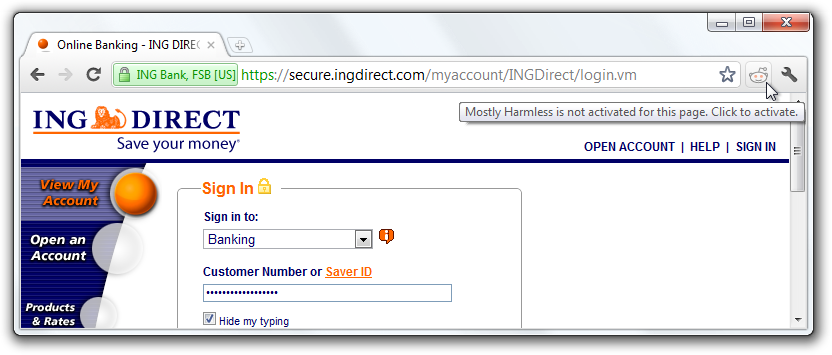 Online Banking - ING DIREC
ING Bank, FSB [US] https://secure.ingdirect.com/myaccount/INGDirect/login.vm
Mostly Harmless is not activated for this page. Click to activate.
ING DIRECT
Save your money®
OPEN ACCOUNT | HELP | SIGN IN
View My
Account
Open an
Account
Products
& Rates
Sign In
Sign in to:
Banking
Customer Number or Saver ID
••••••••••••••••••
Hide my typing